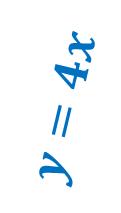 y = 4x